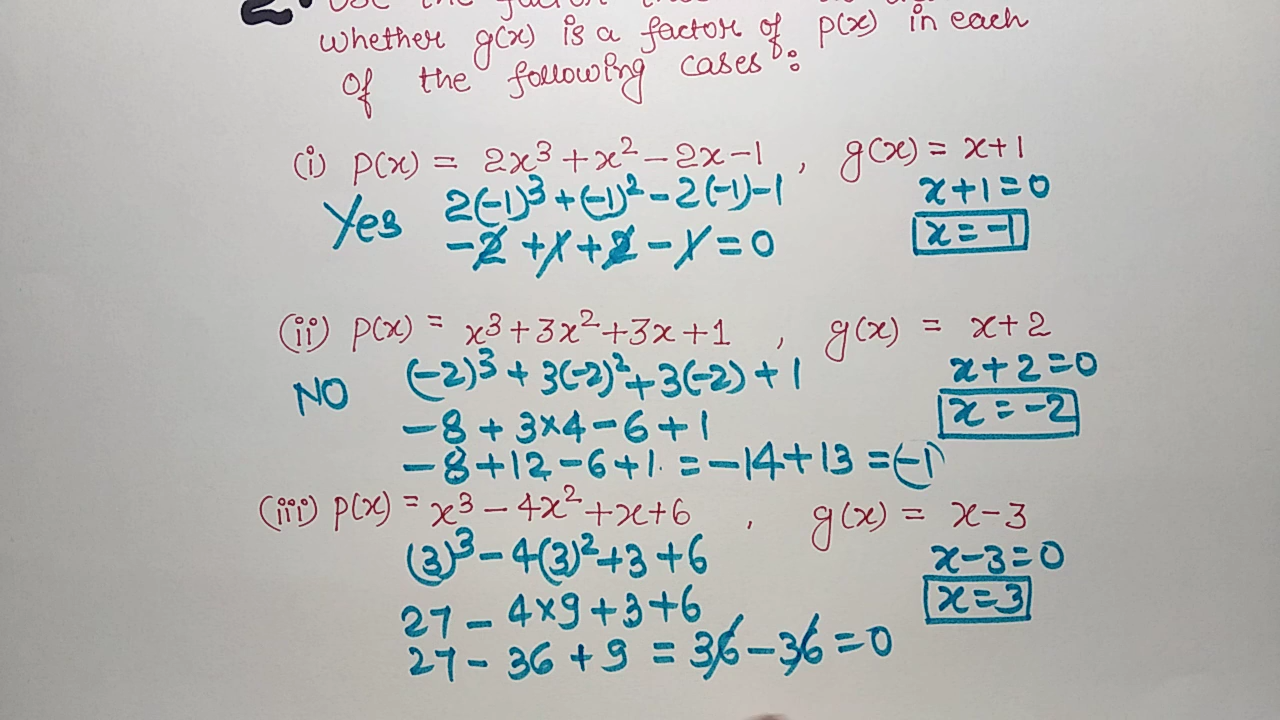 2. Use the factor
whether g(x) is a factor of p(x) in each
of the following cases:
(i) p(x) = 2x³ + x² - 2x - 1 , g(x) = x + 1
Yes 2(-1)³ + (-1)² - 2(-1) - 1 x + 1 = 0
-2 + 1 + 2 - 1 = 0 x = -1
(ii) p(x) = x³ + 3x² + 3x + 1 , g(x) = x + 2
NO (-2)³ + 3(-2)² + 3(-2) + 1 x + 2 = 0
-8 + 3×4 - 6 + 1 x = -2
-8 + 12 - 6 + 1 = -14 + 13 = (-1)
(iii) p(x) = x³ - 4x² + x + 6 , g(x) = x - 3
(3)³ - 4(3)² + 3 + 6 x - 3 = 0
27 - 4×9 + 3 + 6 x = 3
27 - 36 + 9 = 36 - 36 = 0